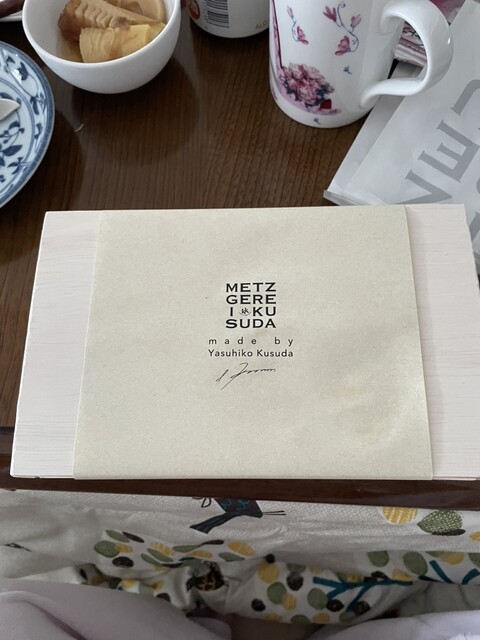 METZ
GERE
I KU
SUDA
made by
Yasuhiko Kusuda